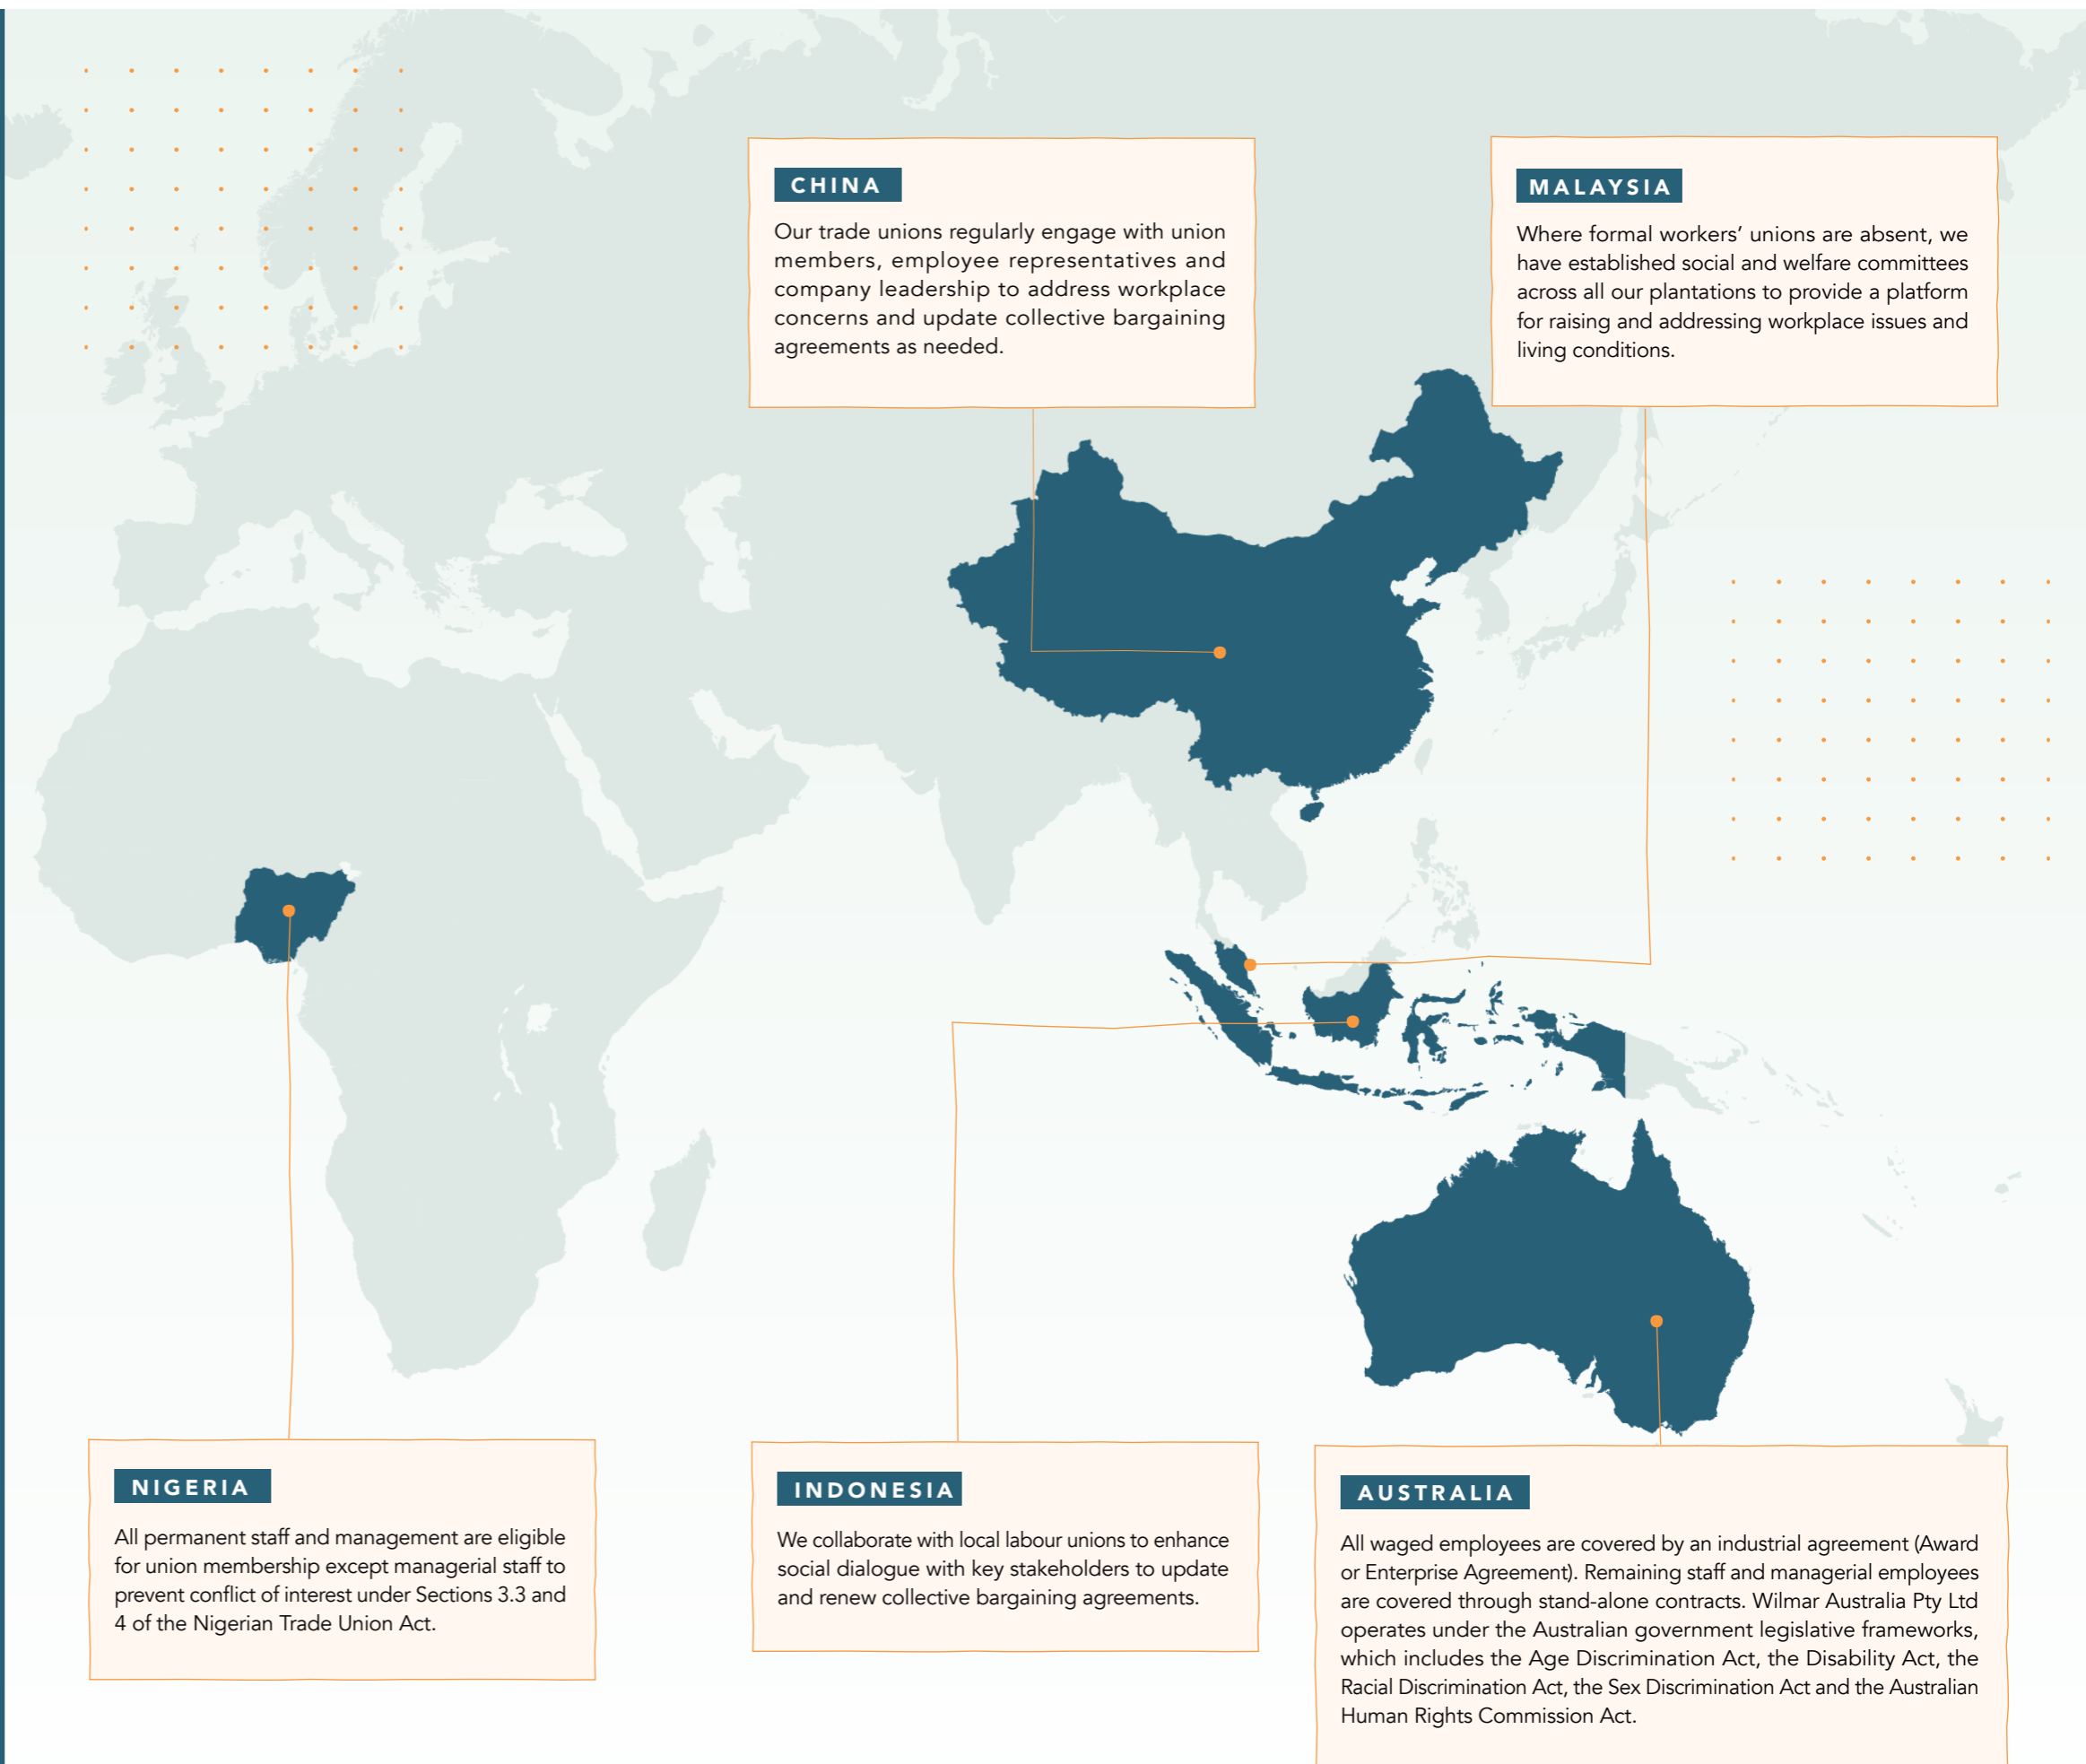 CHINA
Our trade unions regularly engage with union
members, employee representatives and
company leadership to address workplace
concerns and update collective bargaining
agreements as needed.
MALAYSIA
Where formal workers’ unions are absent, we
have established social and welfare committees
across all our plantations to provide a platform
for raising and addressing workplace issues and
living conditions.
NIGERIA
All permanent staff and management are eligible
for union membership except managerial staff to
prevent conflict of interest under Sections 3.3 and
4 of the Nigerian Trade Union Act.
INDONESIA
We collaborate with local labour unions to enhance
social dialogue with key stakeholders to update
and renew collective bargaining agreements.
AUSTRALIA
All waged employees are covered by an industrial agreement (Award
or Enterprise Agreement). Remaining staff and managerial employees
are covered through stand-alone contracts. Wilmar Australia Pty Ltd
operates under the Australian government legislative frameworks,
which includes the Age Discrimination Act, the Disability Act, the
Racial Discrimination Act, the Sex Discrimination Act and the Australian
Human Rights Commission Act.